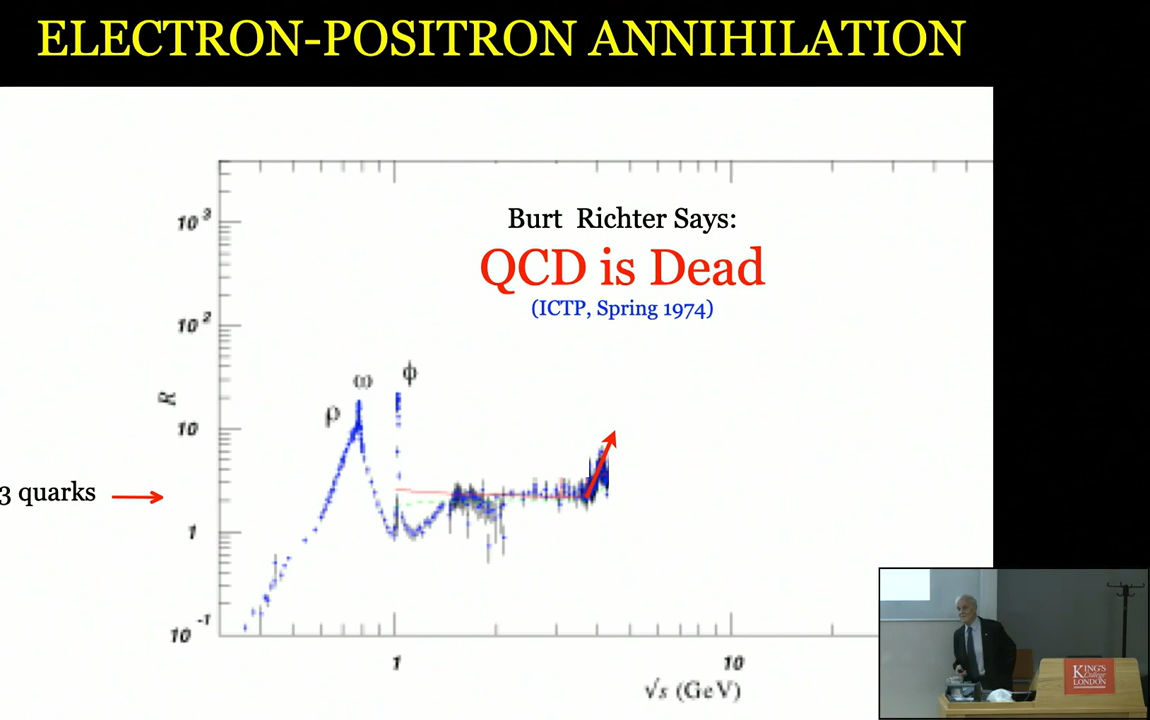 ELECTRON-POSITRON ANNIHILATION
Burt Richter Says:
QCD is Dead
(ICTP, Spring 1974)
10³
10²
ω
ϕ
ρ
R
10
3 quarks
1
10⁻¹
1
10
√s (GeV)
KING'S
College
LONDON